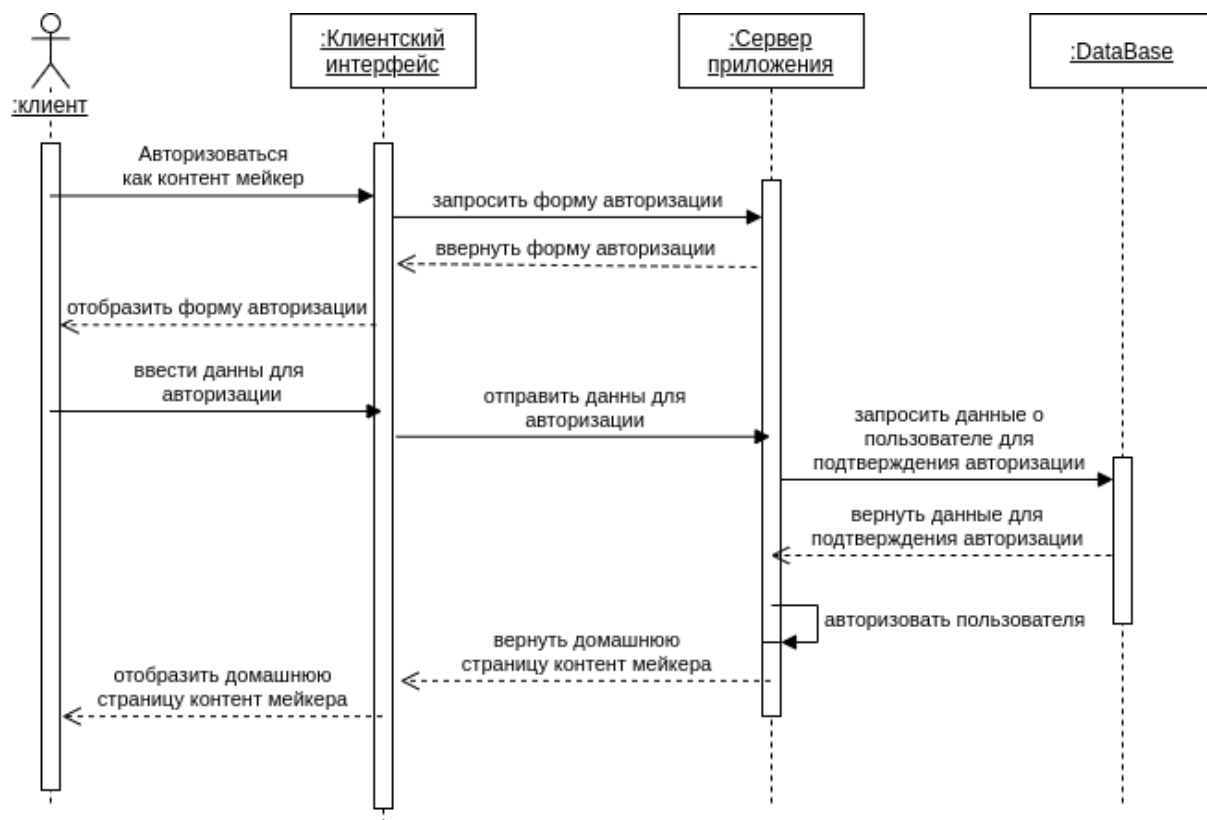 :клиент
:Клиентский
интерфейс
:Сервер
приложения
:DataBase
Авторизоваться
как контент мейкер
запросить форму авторизации
ввернуть форму авторизации
отобразить форму авторизации
ввести данны для
авторизации
отправить данны для
авторизации
запросить данные о
пользователе для
подтверждения авторизации
вернуть данные для
подтверждения авторизации
авторизовать пользователя
вернуть домашнюю
страницу контент мейкера
отобразить домашнюю
страницу контент мейкера